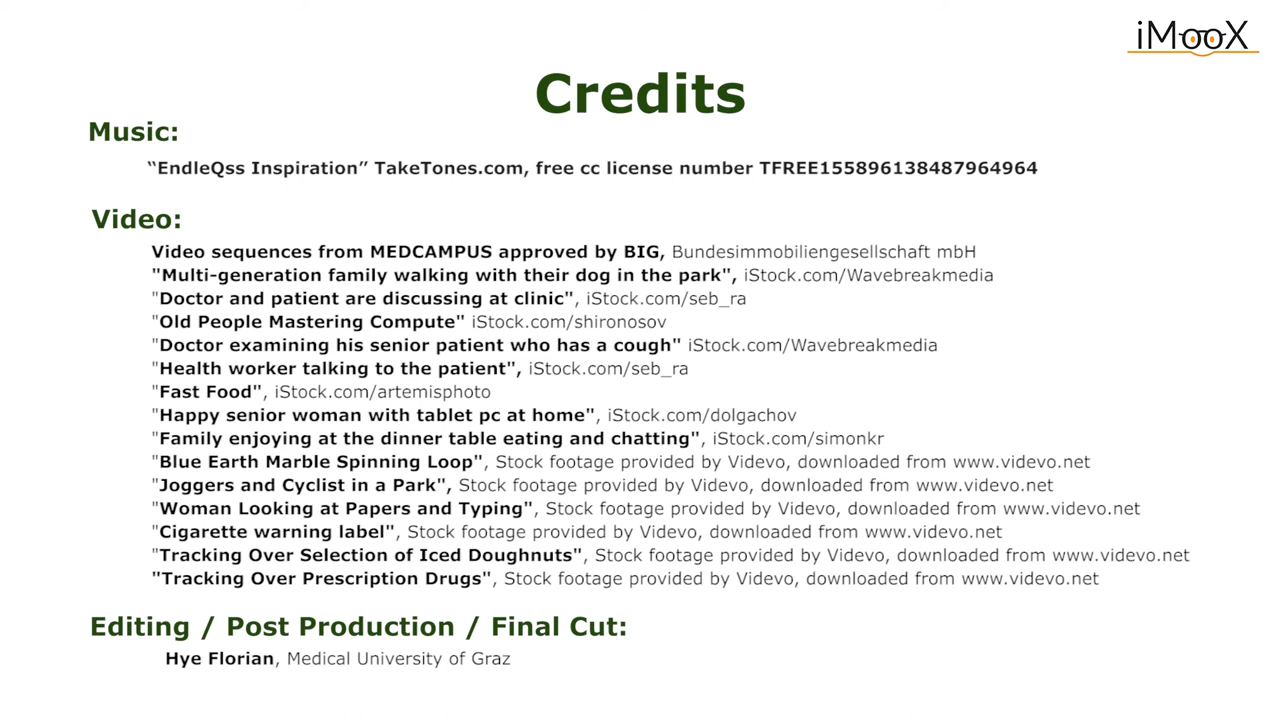 iMooX
Credits
Music:
“EndleQss Inspiration” TakeTones.com, free cc license number TFREE155896138487964964
Video:
Video sequences from MEDCAMPUS approved by BIG, Bundesimmobiliengesellschaft mbH
"Multi-generation family walking with their dog in the park", iStock.com/Wavebreakmedia
"Doctor and patient are discussing at clinic", iStock.com/seb_ra
"Old People Mastering Compute" iStock.com/shironosov
"Doctor examining his senior patient who has a cough" iStock.com/Wavebreakmedia
"Health worker talking to the patient", iStock.com/seb_ra
"Fast Food", iStock.com/artemisphoto
"Happy senior woman with tablet pc at home", iStock.com/dolgachov
"Family enjoying at the dinner table eating and chatting", iStock.com/simonkr
"Blue Earth Marble Spinning Loop", Stock footage provided by Videvo, downloaded from www.videvo.net
"Joggers and Cyclist in a Park", Stock footage provided by Videvo, downloaded from www.videvo.net
"Woman Looking at Papers and Typing", Stock footage provided by Videvo, downloaded from www.videvo.net
"Cigarette warning label", Stock footage provided by Videvo, downloaded from www.videvo.net
"Tracking Over Selection of Iced Doughnuts", Stock footage provided by Videvo, downloaded from www.videvo.net
"Tracking Over Prescription Drugs", Stock footage provided by Videvo, downloaded from www.videvo.net
Editing / Post Production / Final Cut:
Hye Florian, Medical University of Graz